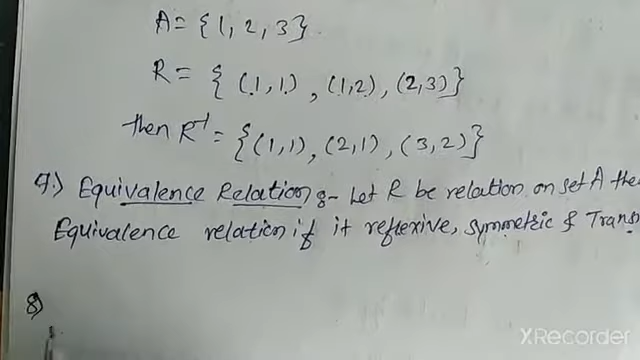 A = {1, 2, 3}
R = { (1,1) , (1,2) , (2,3)}
then R⁻¹ = {(1,1), (2,1), (3,2)}
7.) Equivalence Relation :- Let R be relation on set A the
Equivalence relation if it reflexive, symmetric & Trans
8)
XRecorder